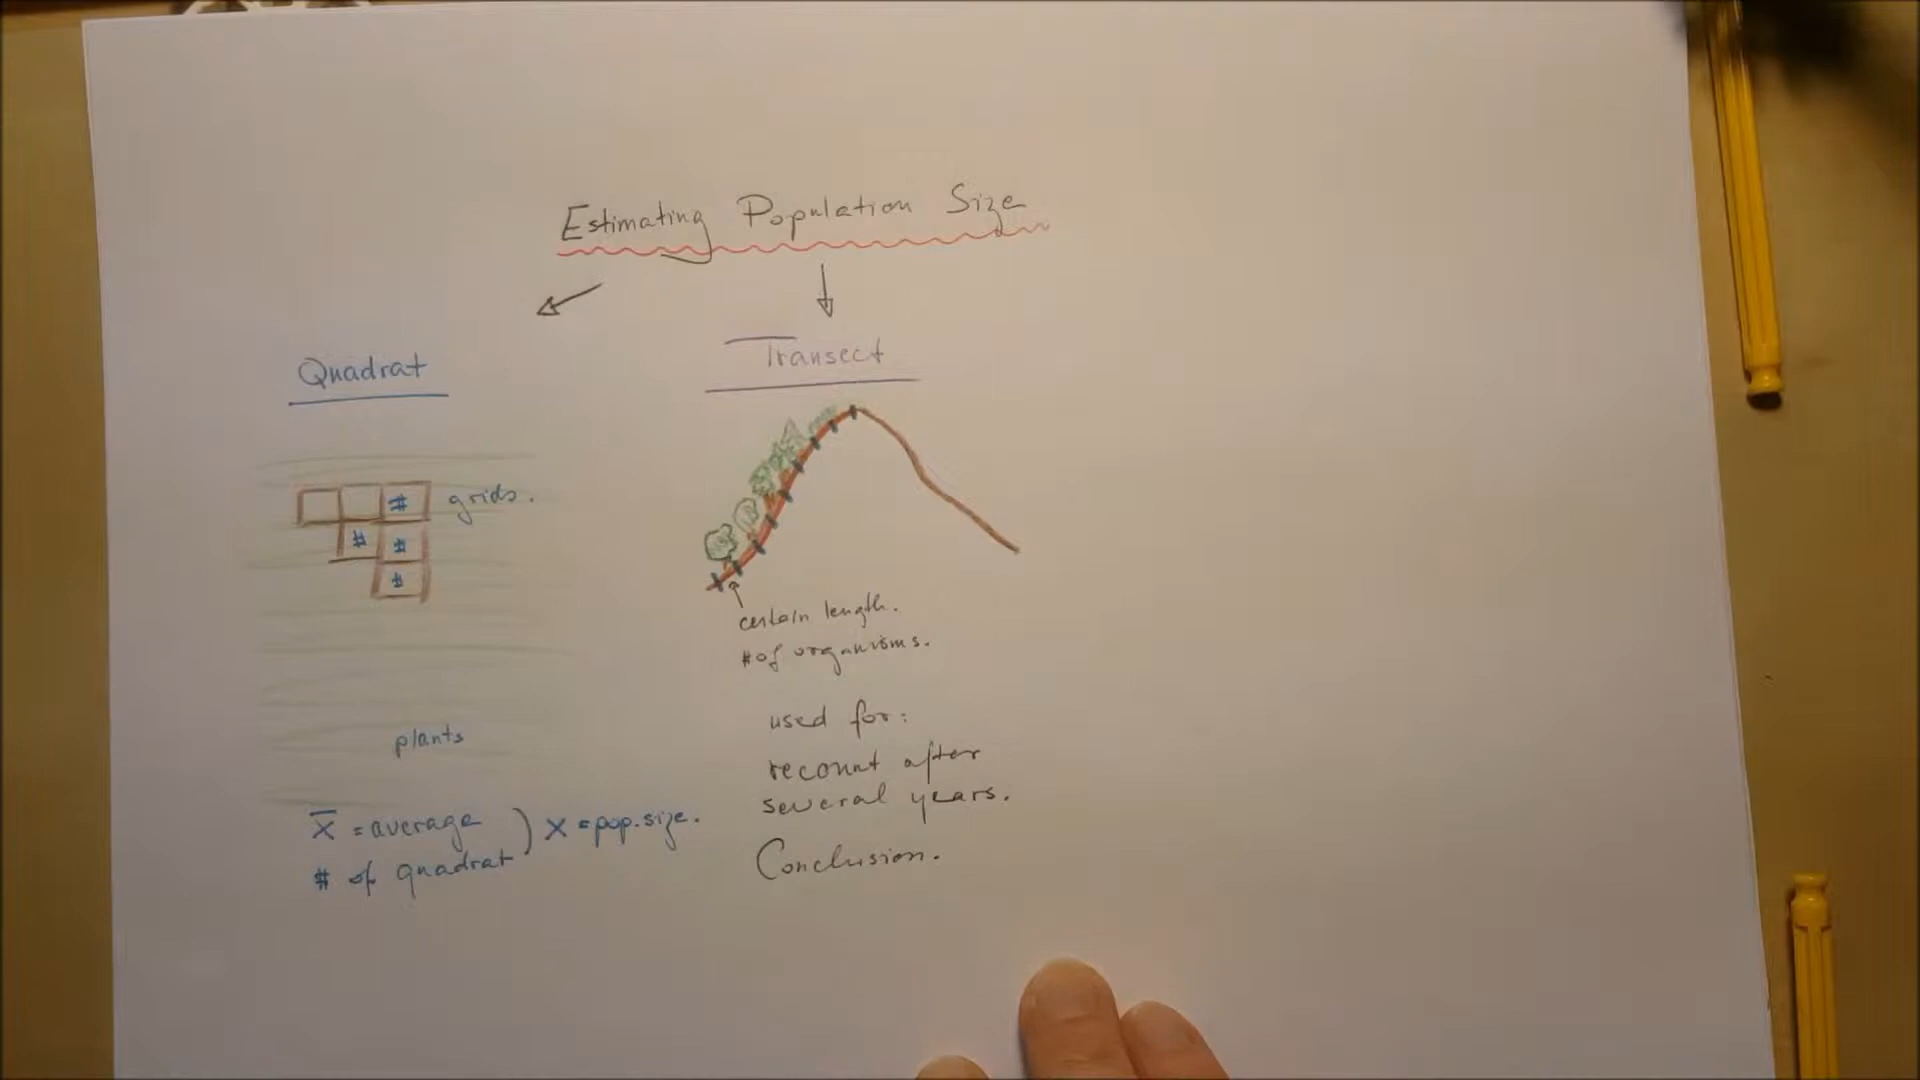 Estimating Population Size
Quadrat
# grids.
# #
#
plants
x̄ = average
# of quadrat ) x = pop. size.
Transect
certain length.
# of organisms.
used for:
recount after
several years.
Conclusion.